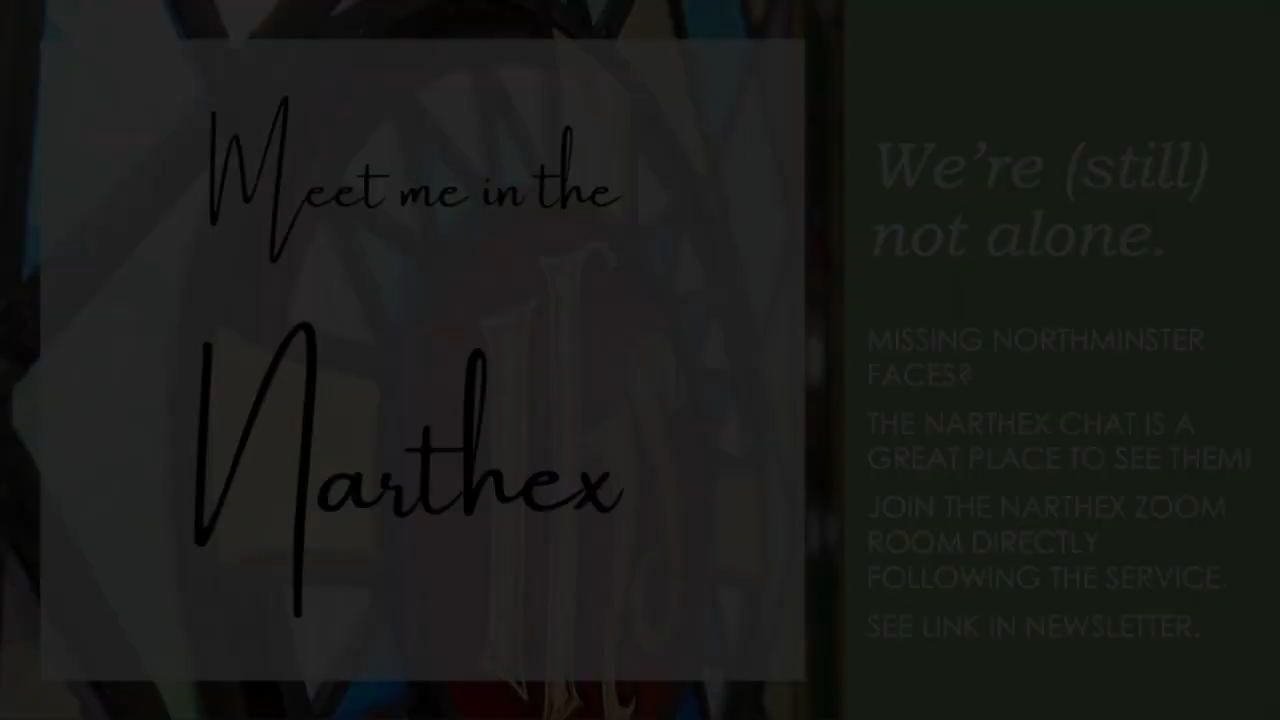 Meet me in the
Narthex
We're (still)
not alone.
MISSING NORTHMINSTER
FACES?
THE NARTHEX CHAT IS A
GREAT PLACE TO SEE THEM!
JOIN THE NARTHEX ZOOM
ROOM DIRECTLY
FOLLOWING THE SERVICE.
SEE LINK IN NEWSLETTER.